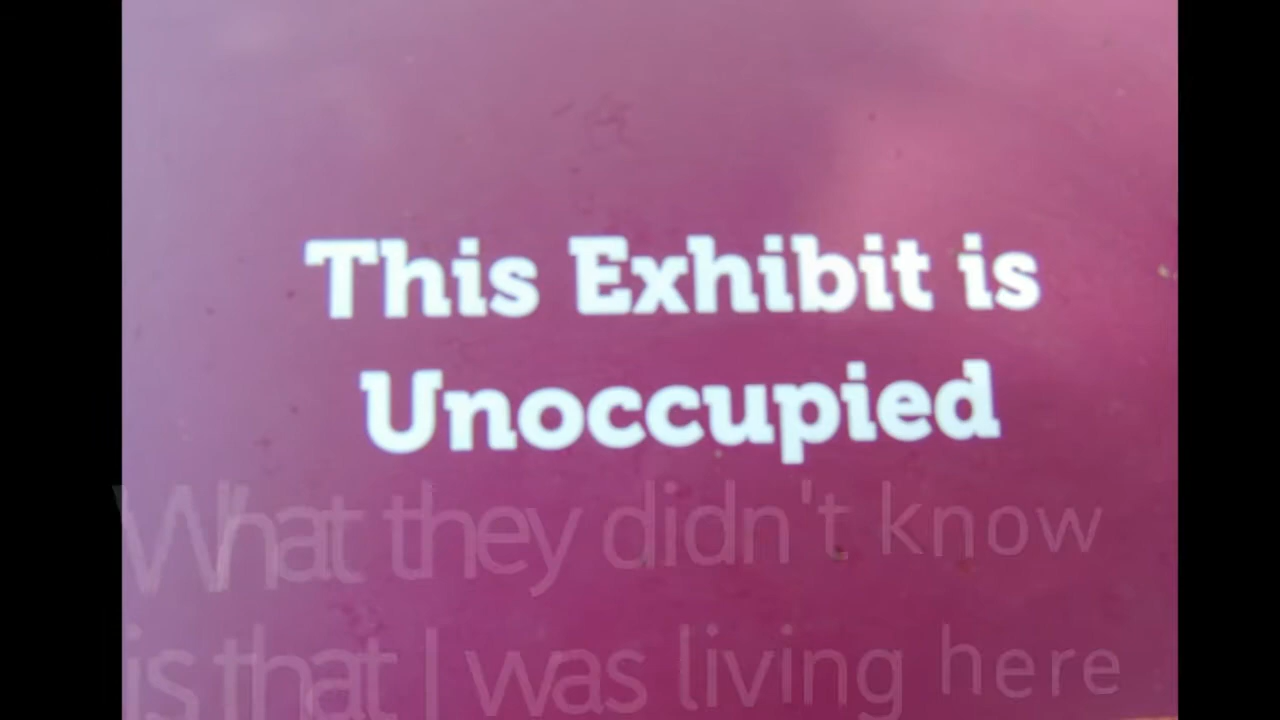 This Exhibit is
Unoccupied
What they didn't know
is that I was living here